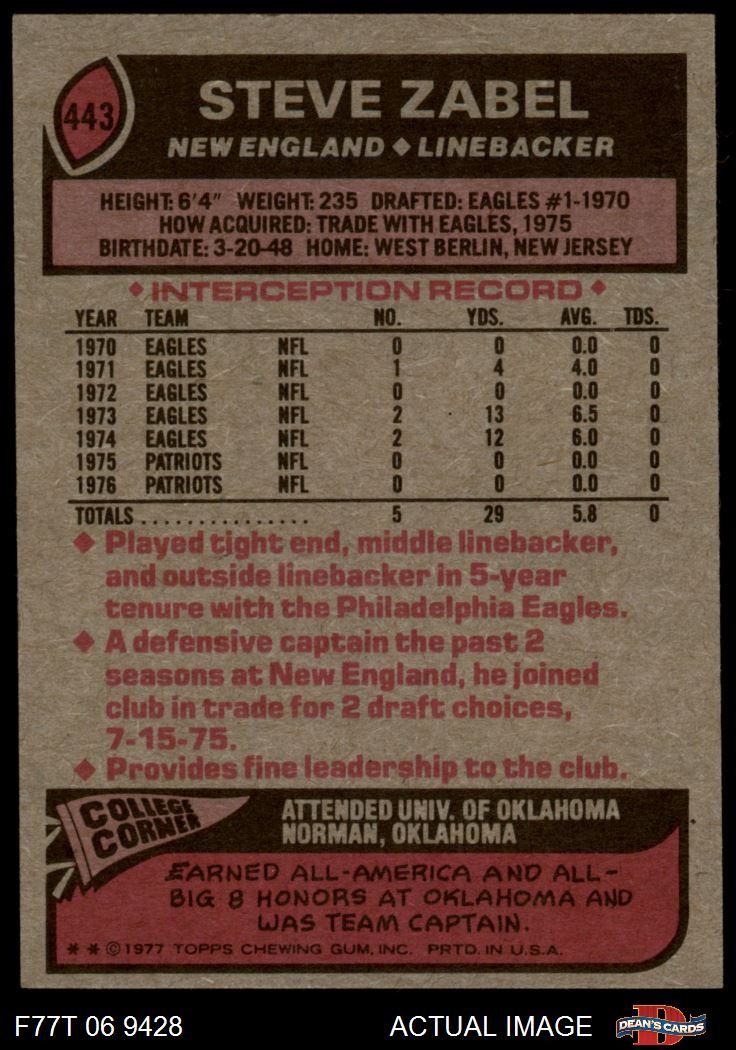 443
STEVE ZABEL
NEW ENGLAND ◆ LINEBACKER
HEIGHT: 6'4" WEIGHT: 235 DRAFTED: EAGLES #1-1970
HOW ACQUIRED: TRADE WITH EAGLES, 1975
BIRTHDATE: 3-20-48 HOME: WEST BERLIN, NEW JERSEY
◆ INTERCEPTION RECORD ◆
YEAR TEAM NO. YDS. AVG. TDS.
1970 EAGLES NFL 0 0 0.0 0
1971 EAGLES NFL 1 4 4.0 0
1972 EAGLES NFL 0 0 0.0 0
1973 EAGLES NFL 2 13 6.5 0
1974 EAGLES NFL 2 12 6.0 0
1975 PATRIOTS NFL 0 0 0.0 0
1976 PATRIOTS NFL 0 0 0.0 0
TOTALS ............... 5 29 5.8 0
◆ Played tight end, middle linebacker,
and outside linebacker in 5-year
tenure with the Philadelphia Eagles.
◆ A defensive captain the past 2
seasons at New England, he joined
club in trade for 2 draft choices,
7-15-75.
◆ Provides fine leadership to the club.
COLLEGE
CORNER
ATTENDED UNIV. OF OKLAHOMA
NORMAN, OKLAHOMA
EARNED ALL-AMERICA AND ALL-
BIG 8 HONORS AT OKLAHOMA AND
WAS TEAM CAPTAIN.
* * ©1977 TOPPS CHEWING GUM, INC. PRTD. IN U.S.A.
F77T 06 9428 ACTUAL IMAGE
D
DEAN'S CARDS